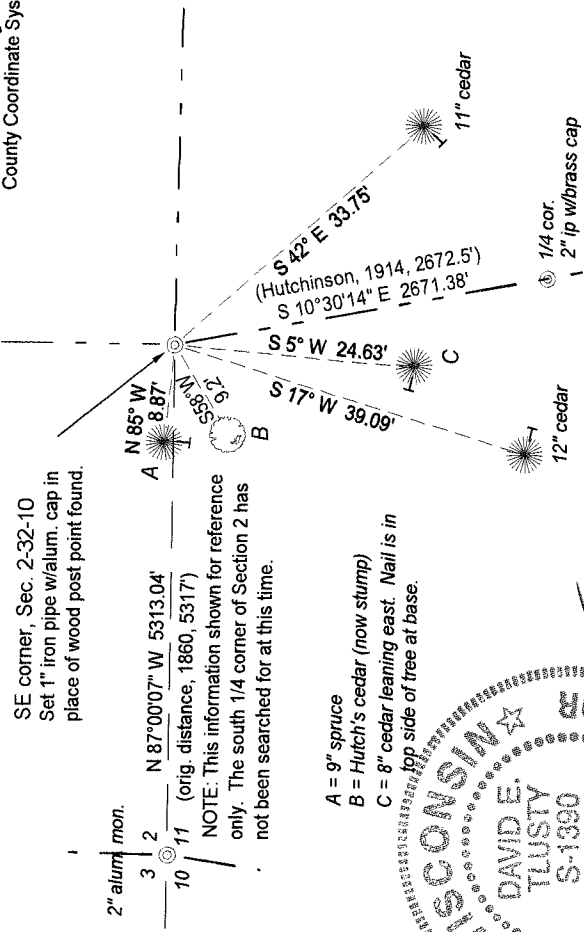 County Coordinate Sys
SE corner, Sec. 2-32-10
Set 1" iron pipe w/alum. cap in
place of wood post point found.
2" alum. mon.
3 2
10 11
N 87°00'07" W 5313.04'
(orig. distance, 1860, 5317')
NOTE: This information shown for reference
only. The south 1/4 corner of Section 2 has
not been searched for at this time.
N 85° W
8.87'
A
S58°W
9.2'
B
S 42° E 33.75'
11" cedar
(Hutchinson, 1914, 2672.5')
S 10°30'14" E 2671.38'
1/4 cor.
2" ip w/brass cap
S 5° W 24.63'
C
S 17° W 39.09'
12" cedar
A = 9" spruce
B = Hutch's cedar (now stump)
C = 8" cedar leaning east. Nail is in
top side of tree at base.
ISCONSIN
DAVID E.
TLUSTY
S-1390